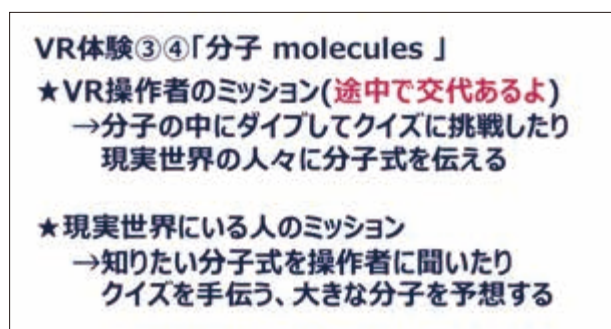 VR体験③④「分子 molecules 」
★VR操作者のミッション(途中で交代あるよ)
→分子の中にダイブしてクイズに挑戦したり
現実世界の人々に分子式を伝える
★現実世界にいる人のミッション
→知りたい分子式を操作者に聞いたり
クイズを手伝う、大きな分子を予想する